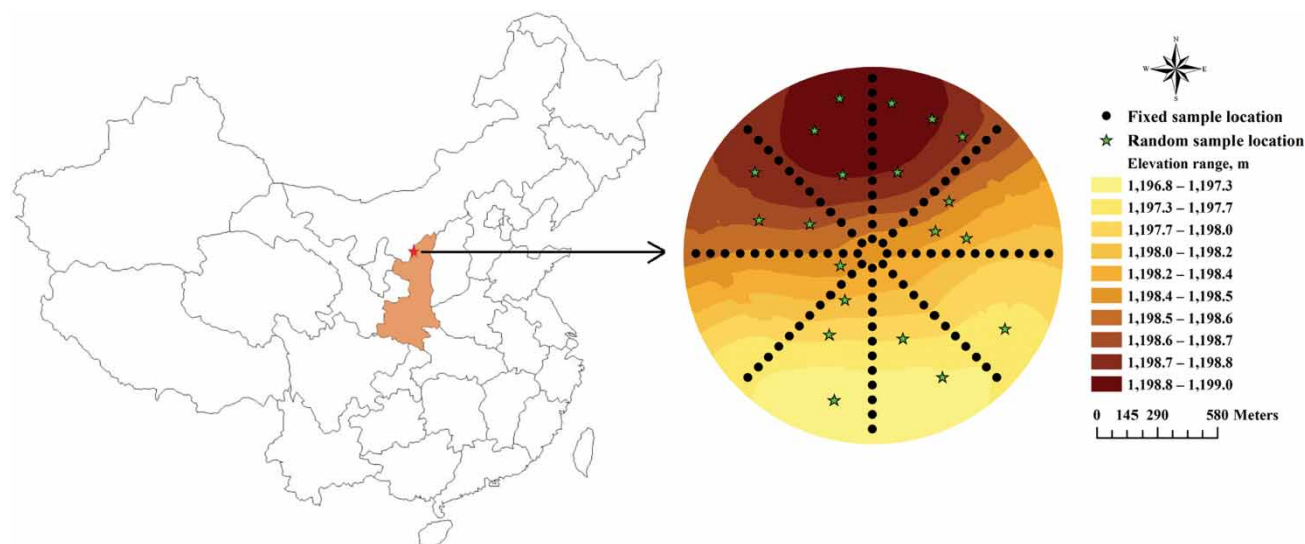 N
W E
S
Fixed sample location
Random sample location
Elevation range, m
1,196.8 – 1,197.3
1,197.3 – 1,197.7
1,197.7 – 1,198.0
1,198.0 – 1,198.2
1,198.2 – 1,198.4
1,198.4 – 1,198.5
1,198.5 – 1,198.6
1,198.6 – 1,198.7
1,198.7 – 1,198.8
1,198.8 – 1,199.0
0 145 290 580 Meters